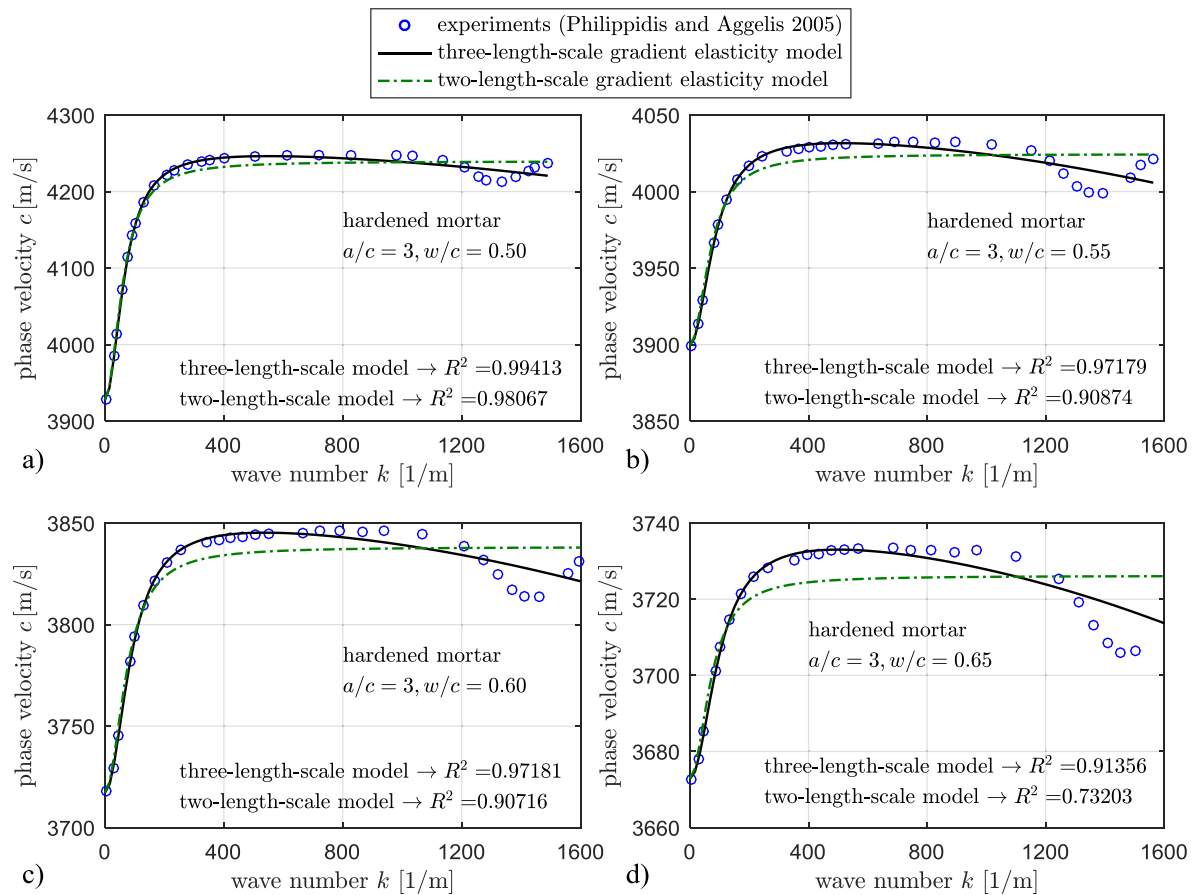 experiments (Philippidis and Aggelis 2005)
three-length-scale gradient elasticity model
two-length-scale gradient elasticity model
4300
4200
4100
4000
3900
phase velocity c [m/s]
hardened mortar
a/c = 3, w/c = 0.50
three-length-scale model → R² =0.99413
two-length-scale model → R² =0.98067
0 400 800 1200 1600
wave number k [1/m]
a)
4050
4000
3950
3900
3850
phase velocity c [m/s]
hardened mortar
a/c = 3, w/c = 0.55
three-length-scale model → R² =0.97179
two-length-scale model → R² =0.90874
0 400 800 1200 1600
wave number k [1/m]
b)
3850
3800
3750
3700
phase velocity c [m/s]
hardened mortar
a/c = 3, w/c = 0.60
three-length-scale model → R² =0.97181
two-length-scale model → R² =0.90716
0 400 800 1200 1600
wave number k [1/m]
c)
3740
3720
3700
3680
3660
phase velocity c [m/s]
hardened mortar
a/c = 3, w/c = 0.65
three-length-scale model → R² =0.91356
two-length-scale model → R² =0.73203
0 400 800 1200 1600
wave number k [1/m]
d)